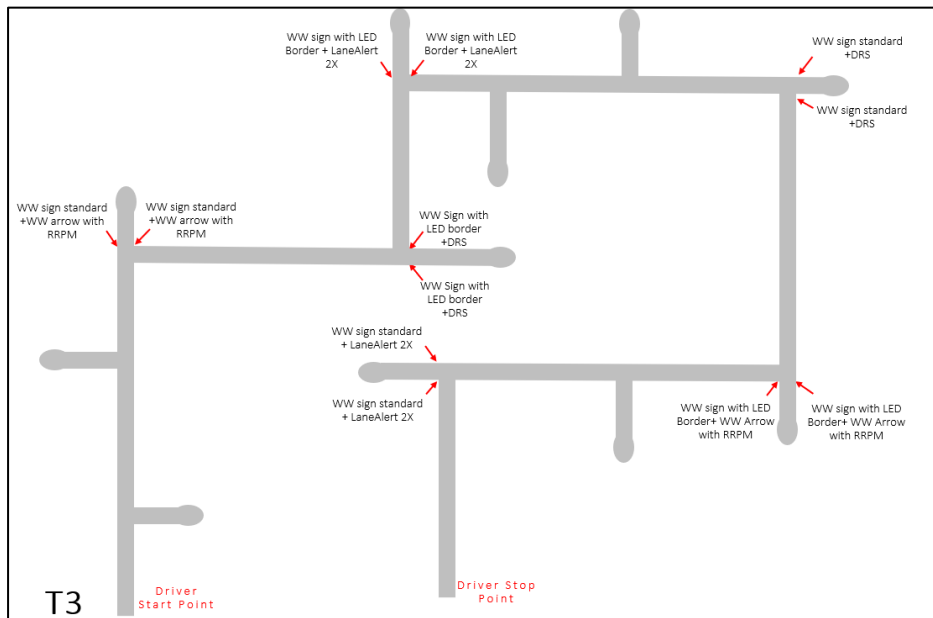 WW sign with LED
Border + LaneAlert
2X
WW sign with LED
Border + LaneAlert
2X
WW sign standard
+DRS
WW sign standard
+DRS
WW sign standard
+WW arrow with
RRPM
WW sign standard
+WW arrow with
RRPM
WW Sign with
LED border
+DRS
WW Sign with
LED border
+DRS
WW sign standard
+ LaneAlert 2X
WW sign standard
+ LaneAlert 2X
WW sign with LED
Border+ WW Arrow
with RRPM
WW sign with LED
Border+ WW Arrow
with RRPM
T3
Driver
Start Point
Driver Stop
Point